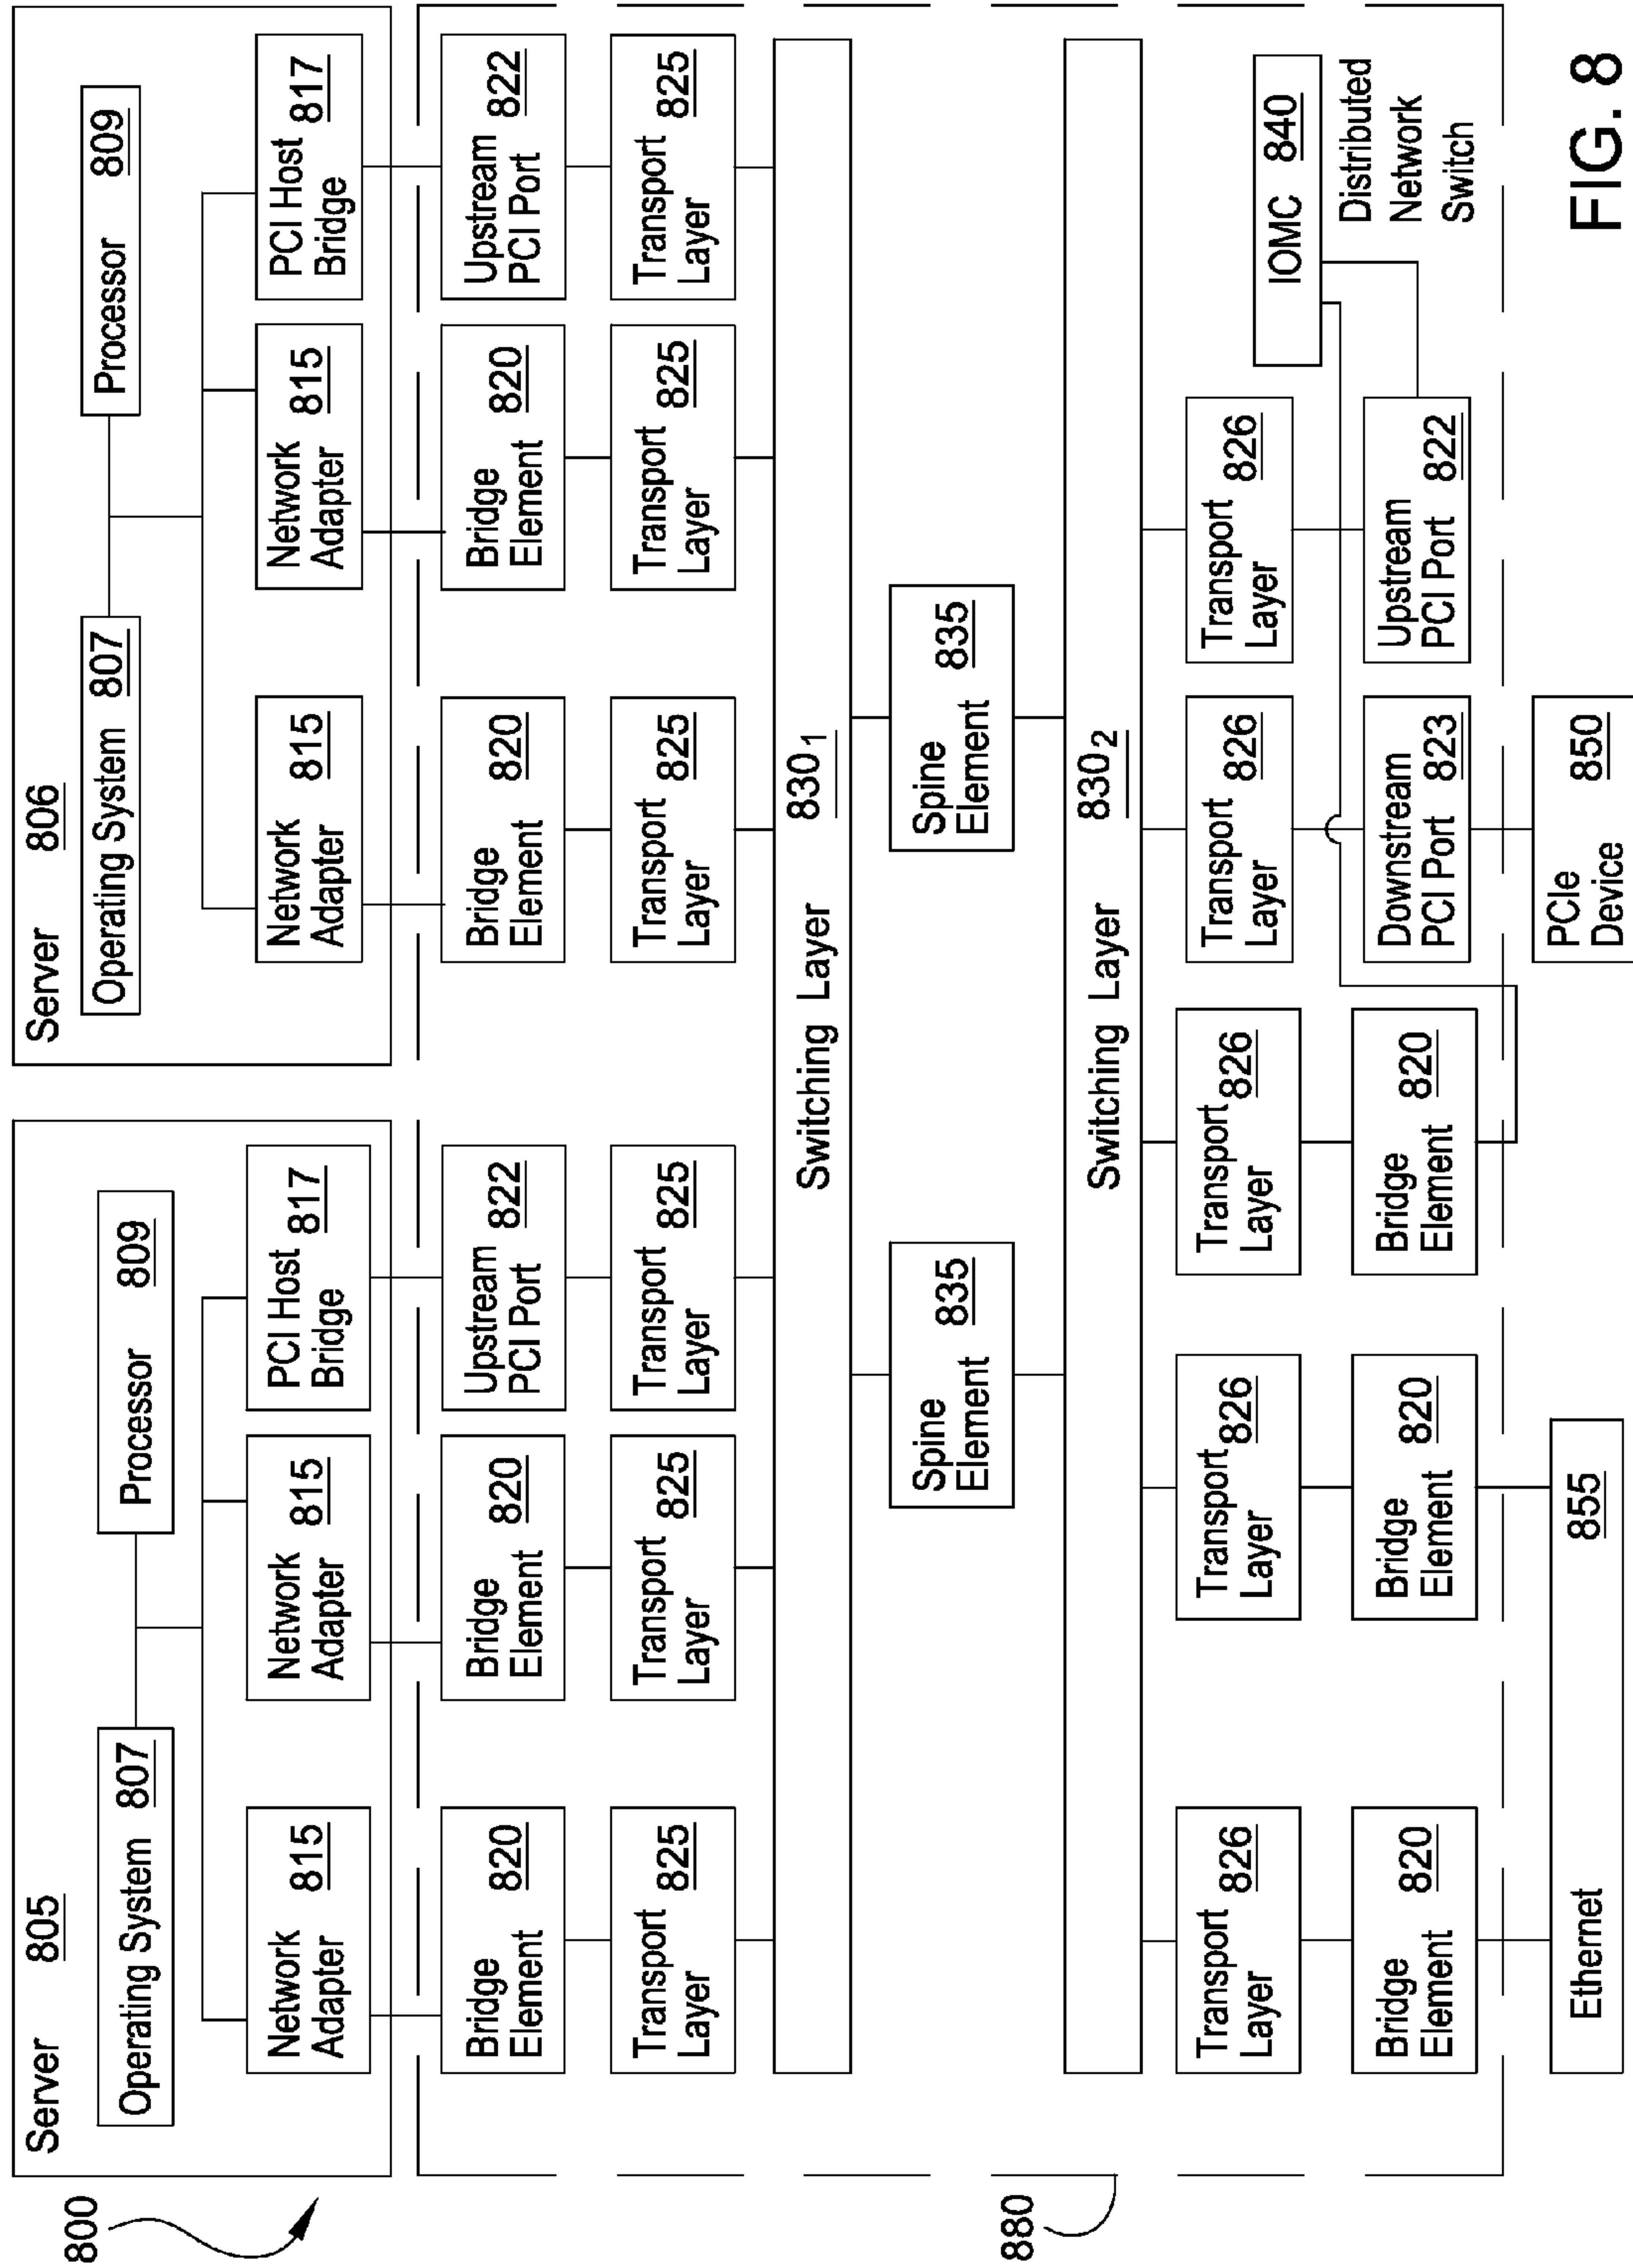 800
Server 805
Operating System 807
Processor 809
Network Adapter 815
Network Adapter 815
PCI Host Bridge 817
Server 806
Operating System 807
Processor 809
Network Adapter 815
Network Adapter 815
PCI Host Bridge 817
880
Bridge Element 820
Bridge Element 820
Upstream PCI Port 822
Bridge Element 820
Bridge Element 820
Upstream PCI Port 822
Transport Layer 825
Transport Layer 825
Transport Layer 825
Transport Layer 825
Transport Layer 825
Transport Layer 825
Switching Layer 830₁
Spine Element 835
Spine Element 835
Switching Layer 830₂
Transport Layer 826
Transport Layer 826
Transport Layer 826
Transport Layer 826
Transport Layer 826
IOMC 840
Bridge Element 820
Bridge Element 820
Bridge Element 820
Downstream PCI Port 823
Upstream PCI Port 822
Distributed
Network
Switch
Ethernet 855
PCIe Device 850
FIG. 8